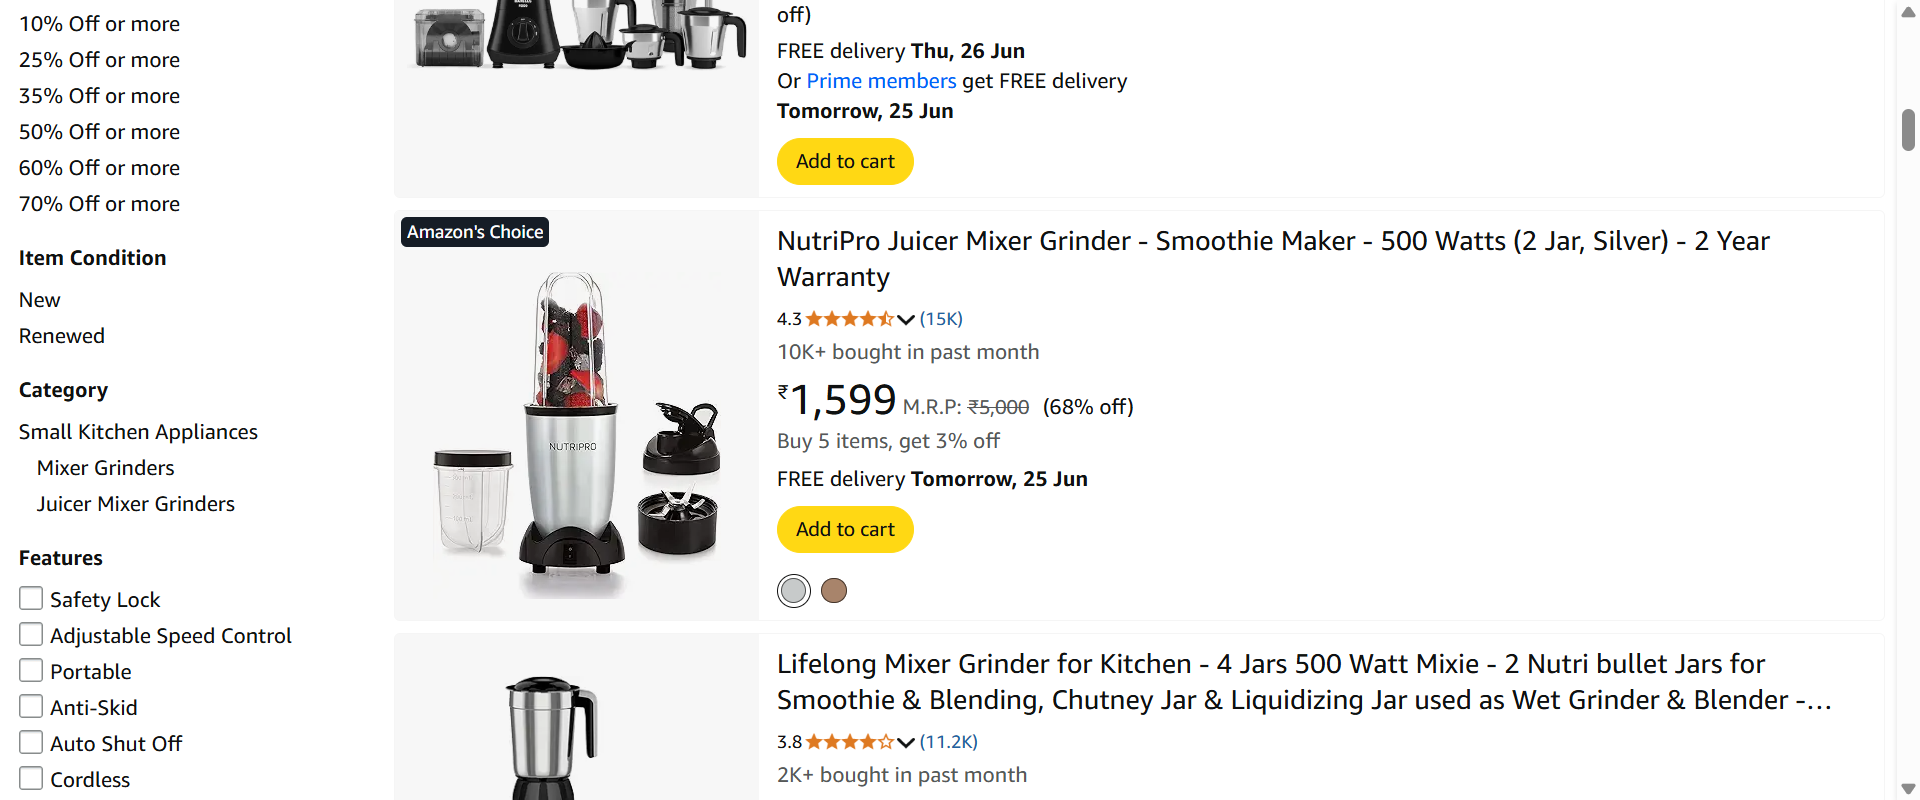 10% Off or more
25% Off or more
35% Off or more
50% Off or more
60% Off or more
70% Off or more
Item Condition
New
Renewed
Category
Small Kitchen Appliances
Mixer Grinders
Juicer Mixer Grinders
Features
Safety Lock
Adjustable Speed Control
Portable
Anti-Skid
Auto Shut Off
Cordless
off)
FREE delivery Thu, 26 Jun
Or Prime members get FREE delivery
Tomorrow, 25 Jun
Add to cart
Amazon's Choice
NUTRIPRO
NutriPro Juicer Mixer Grinder - Smoothie Maker - 500 Watts (2 Jar, Silver) - 2 Year
Warranty
4.3 (15K)
10K+ bought in past month
₹1,599 M.R.P: ₹5,000 (68% off)
Buy 5 items, get 3% off
FREE delivery Tomorrow, 25 Jun
Add to cart
Lifelong Mixer Grinder for Kitchen - 4 Jars 500 Watt Mixie - 2 Nutri bullet Jars for
Smoothie & Blending, Chutney Jar & Liquidizing Jar used as Wet Grinder & Blender -…
3.8 (11.2K)
2K+ bought in past month